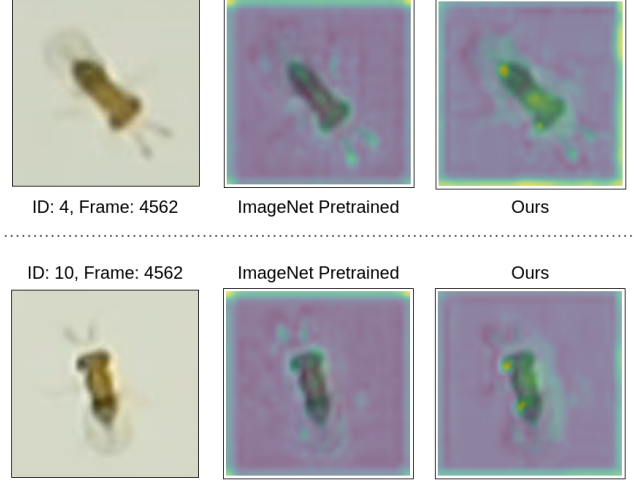 ID: 4, Frame: 4562 ImageNet Pretrained Ours
ID: 10, Frame: 4562 ImageNet Pretrained Ours